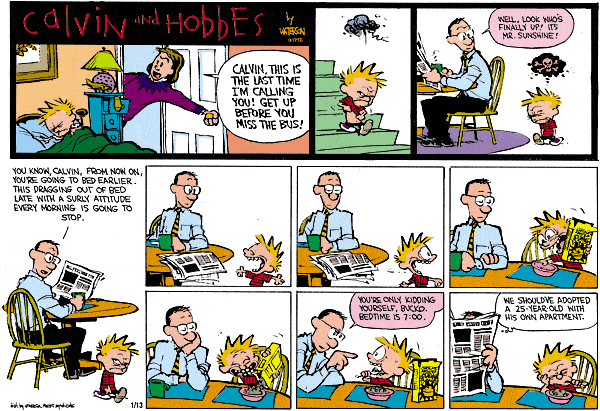 CALVIN and HOBBES
by
WATTERSON
CALVIN, THIS IS
THE LAST TIME
I'M CALLING
YOU! GET UP
BEFORE YOU
MISS THE BUS!
WELL, LOOK WHO'S
FINALLY UP! IT'S
MR. SUNSHINE!
YOU KNOW, CALVIN, FROM NOW ON,
YOU'RE GOING TO BED EARLIER.
THIS DRAGGING OUT OF BED
LATE WITH A SURLY ATTITUDE
EVERY MORNING IS GOING TO
STOP.
1/13
YOU'RE ONLY KIDDING
YOURSELF, BUCKO.
BEDTIME IS 7:00.
WE SHOULD'VE ADOPTED
A 25-YEAR-OLD WITH
HIS OWN APARTMENT.